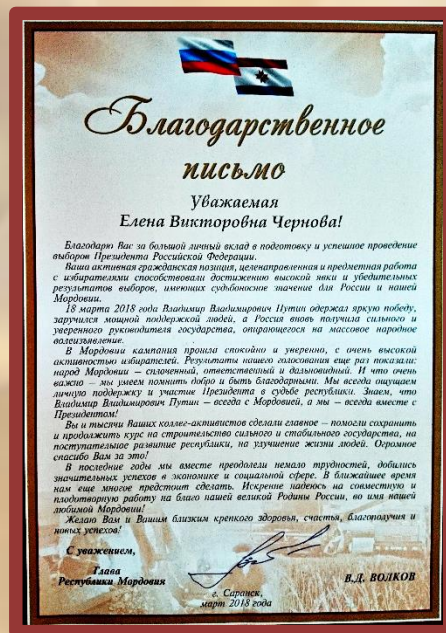 Благодарственное
письмо
Уважаемая
Елена Викторовна Чернова!
Благодарю Вас за большой личный вклад в подготовку и успешное проведение
выборов Президента Российской Федерации.
Ваша активная гражданская позиция, целенаправленная и предметная работа
с избирателями способствовали достижению высокой явки и убедительных
результатов выборов, имеющих судьбоносное значение для России и нашей
Мордовии.
18 марта 2018 года Владимир Владимирович Путин одержал яркую победу,
заручился мощной поддержкой людей, а Россия вновь получила сильного и
уверенного руководителя государства, опирающегося на массовое народное
волеизъявление.
В Мордовии кампания прошла спокойно и уверенно, с очень высокой
активностью избирателей. Результаты нашего голосования еще раз показали:
народ Мордовии – сплоченный, ответственный и дальновидный. И что очень
важно – мы умеем помнить добро и быть благодарными. Мы всегда ощущаем
личную поддержку и участие Президента в судьбе республики. Знаем, что
Владимир Владимирович Путин – всегда с Мордовией, а мы – всегда вместе с
Президентом!
Вы и тысячи Ваших коллег-активистов сделали главное – помогли сохранить
и продолжить курс на строительство сильного и стабильного государства, на
поступательное развитие республики, на улучшение жизни людей. Огромное
спасибо Вам за это!
В последние годы мы вместе преодолели немало трудностей, добились
значительных успехов в экономике и социальной сфере. В ближайшее время
нам еще многое предстоит сделать. Искренне надеюсь на совместную и
плодотворную работу на благо нашей великой Родины России, во имя нашей
любимой Мордовии!
Желаю Вам и Вашим близким крепкого здоровья, счастья, благополучия и
новых успехов!
С уважением,
Глава
Республики Мордовия
В.Д. ВОЛКОВ
г. Саранск,
март 2018 года